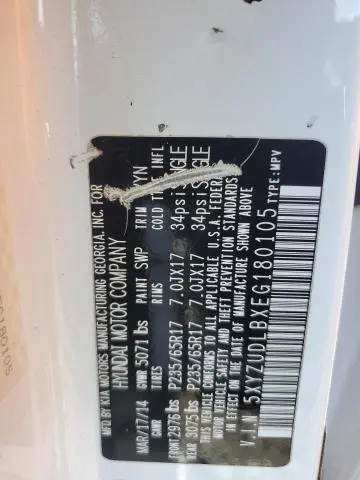 MFD. BY KIA MOTORS MANUFACTURING GEORGIA, INC. FOR
HYUNDAI MOTOR COMPANY
MAR/17/14 GVWR 5071 lbs PAINT SWP TRIM YN
GAWR TIRES RIMS COLD TIRE INFL.
FRONT 2976 lbs P235/65R17 7.0JX17 34psi SINGLE
REAR 3075 lbs P235/65R17 7.0JX17 34psi SINGLE
THIS VEHICLE CONFORMS TO ALL APPLICABLE U.S.A. FEDERAL
MOTOR VEHICLE SAFETY AND THEFT PREVENTION STANDARDS
IN EFFECT ON THE DATE OF MANUFACTURE SHOWN ABOVE.
V.I.N : 5XYZUDLBXEG180105 TYPE: MPV